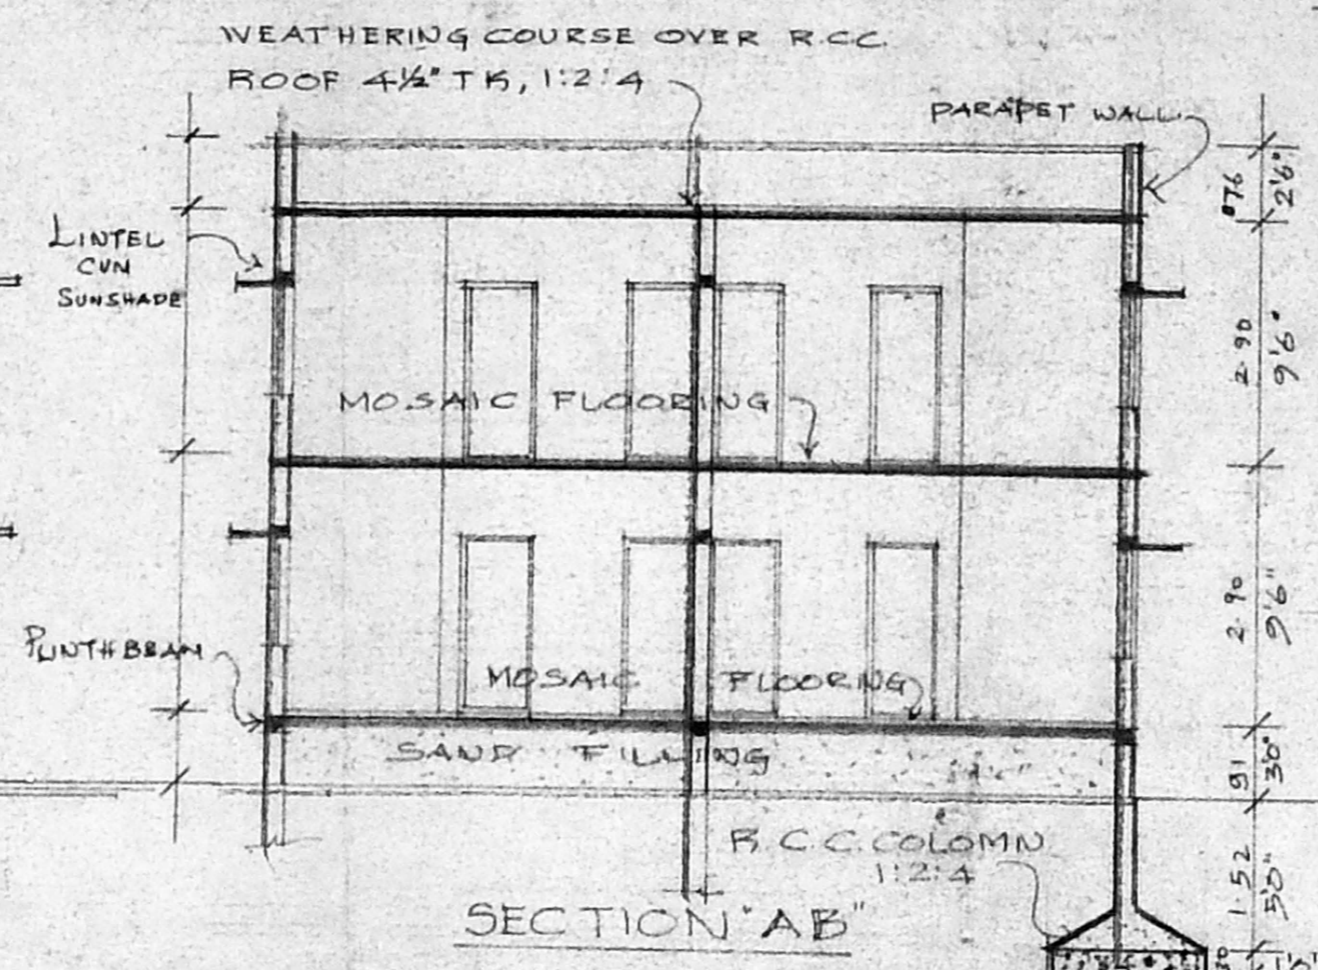 WEATHERING COURSE OVER R.C.C.
ROOF 4½" TK, 1:2:4
PARAPET WALL
LINTEL
CUM
SUNSHADE
MOSAIC FLOORING
PLINTH BEAM
MOSAIC FLOORING
SAND FILLING
R.C.C. COLOMN
1:2:4
SECTION "AB"
.76
2'6"
2.90
9'6"
2.90
9'6"
.91
3'0"
1.52
5'0"